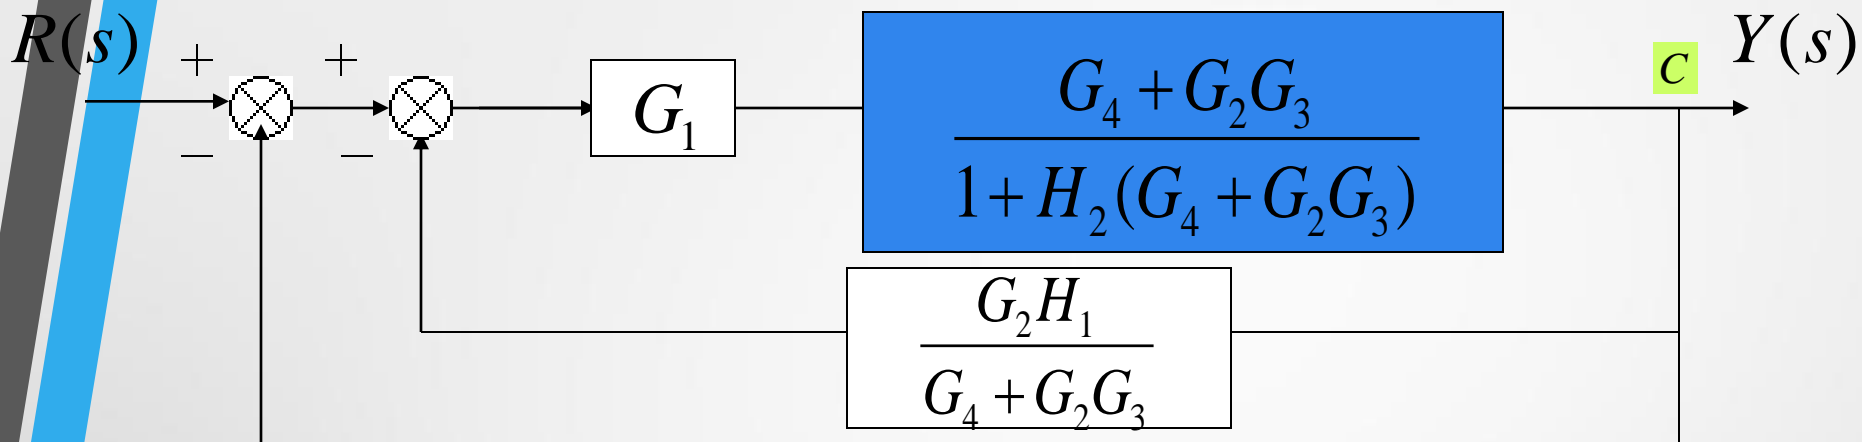 R(s) + + C Y(s)
G₁
G₄ + G₂G₃
1 + H₂(G₄ + G₂G₃)
− −
G₂H₁
G₄ + G₂G₃